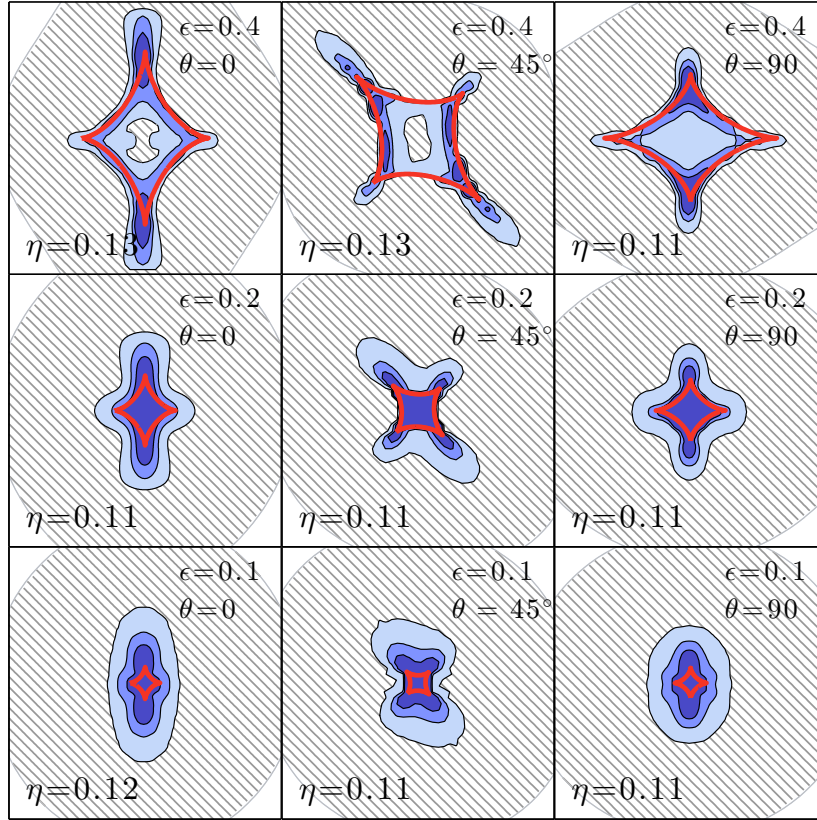 ϵ=0.4
θ=0
η=0.13
ϵ=0.4
θ = 45°
η=0.13
ϵ=0.4
θ=90
η=0.11
ϵ=0.2
θ=0
η=0.11
ϵ=0.2
θ = 45°
η=0.11
ϵ=0.2
θ=90
η=0.11
ϵ=0.1
θ=0
η=0.12
ϵ=0.1
θ = 45°
η=0.11
ϵ=0.1
θ=90
η=0.11